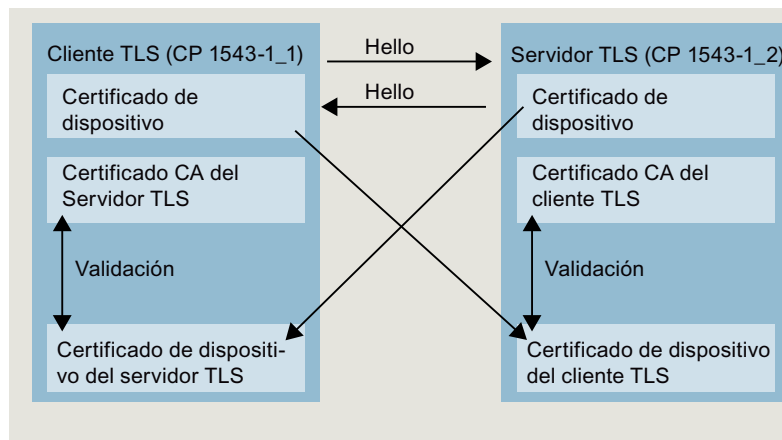 Cliente TLS (CP 1543-1_1)
Certificado de
dispositivo
Certificado CA del
Servidor TLS
Validación
Certificado de dispositi-
vo del servidor TLS
Hello
Hello
Servidor TLS (CP 1543-1_2)
Certificado de
dispositivo
Certificado CA del
cliente TLS
Validación
Certificado de dispositivo
del cliente TLS